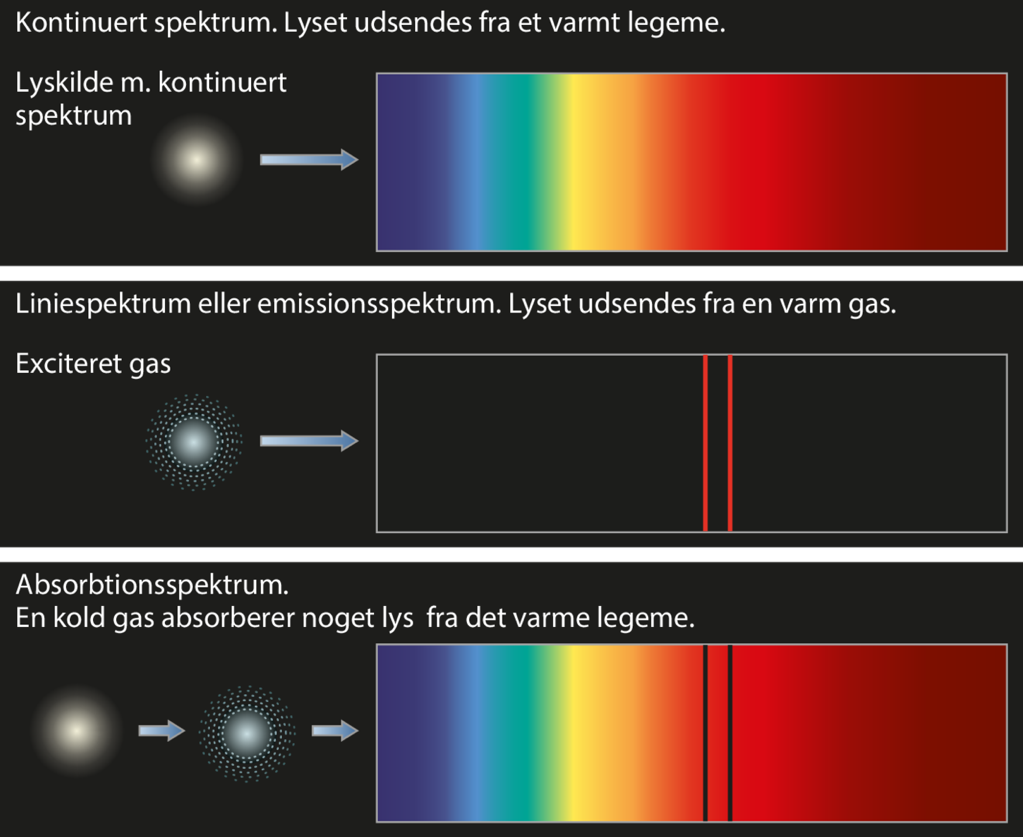 Kontinuert spektrum. Lyset udsendes fra et varmt legeme.
Lyskilde m. kontinuert
spektrum
Liniespektrum eller emissionsspektrum. Lyset udsendes fra en varm gas.
Exciteret gas
Absorbtionsspektrum.
En kold gas absorberer noget lys  fra det varme legeme.